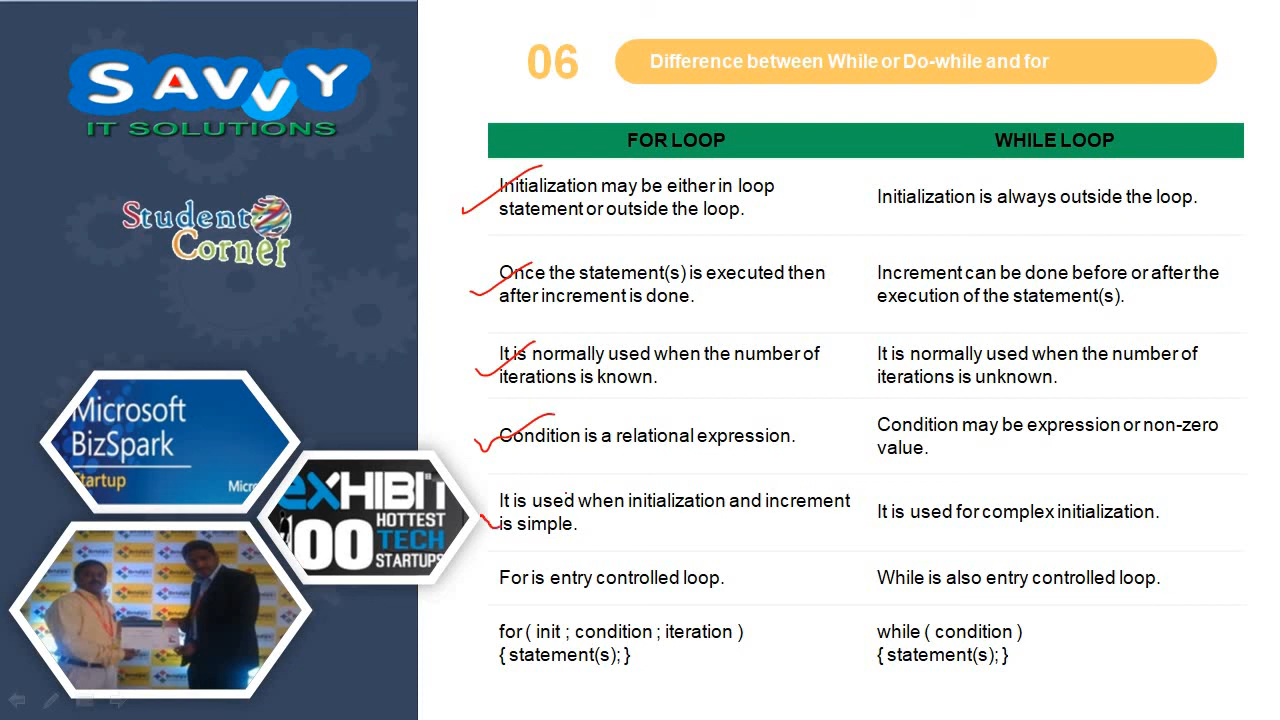 SAVVY
IT SOLUTIONS
Student
Corner
Microsoft
BizSpark
Startup
Micr
eXHIBIT
100 HOTTEST
TECH
STARTUPS
06
Difference between While or Do-while and for
FOR LOOP
WHILE LOOP
Initialization may be either in loop
statement or outside the loop.
Initialization is always outside the loop.
Once the statement(s) is executed then
after increment is done.
Increment can be done before or after the
execution of the statement(s).
It is normally used when the number of
iterations is known.
It is normally used when the number of
iterations is unknown.
Condition is a relational expression.
Condition may be expression or non-zero
value.
It is used when initialization and increment
is simple.
It is used for complex initialization.
For is entry controlled loop.
While is also entry controlled loop.
for ( init ; condition ; iteration )
{ statement(s); }
while ( condition )
{ statement(s); }